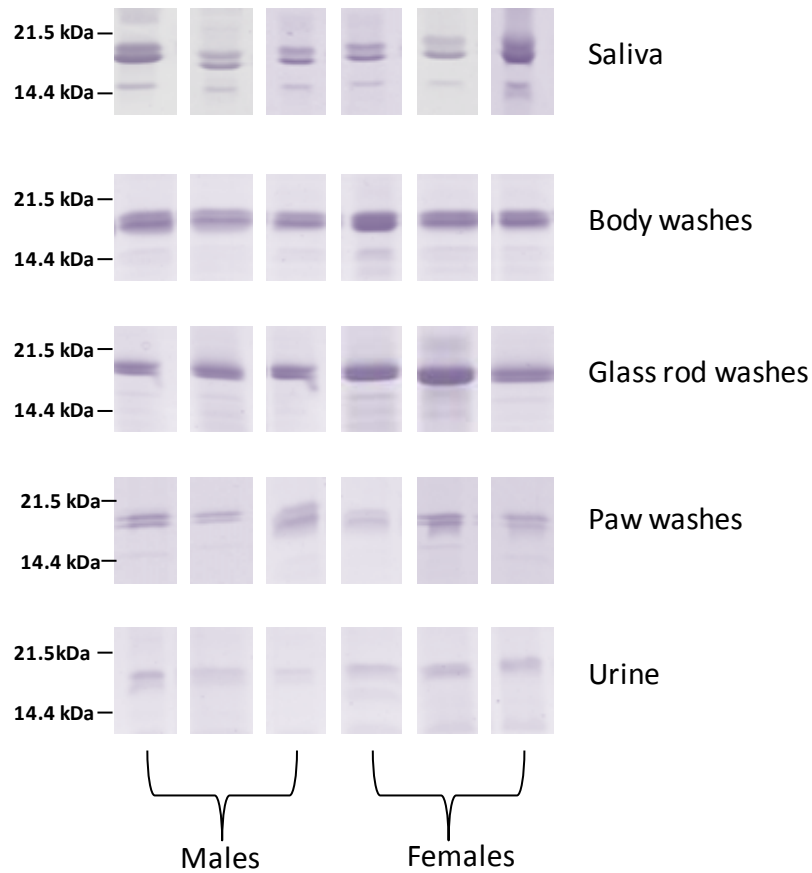 21.5 kDa
14.4 kDa
Saliva
21.5 kDa
14.4 kDa
Body washes
21.5 kDa
14.4 kDa
Glass rod washes
21.5 kDa
14.4 kDa
Paw washes
21.5kDa
14.4 kDa
Urine
Males
Females